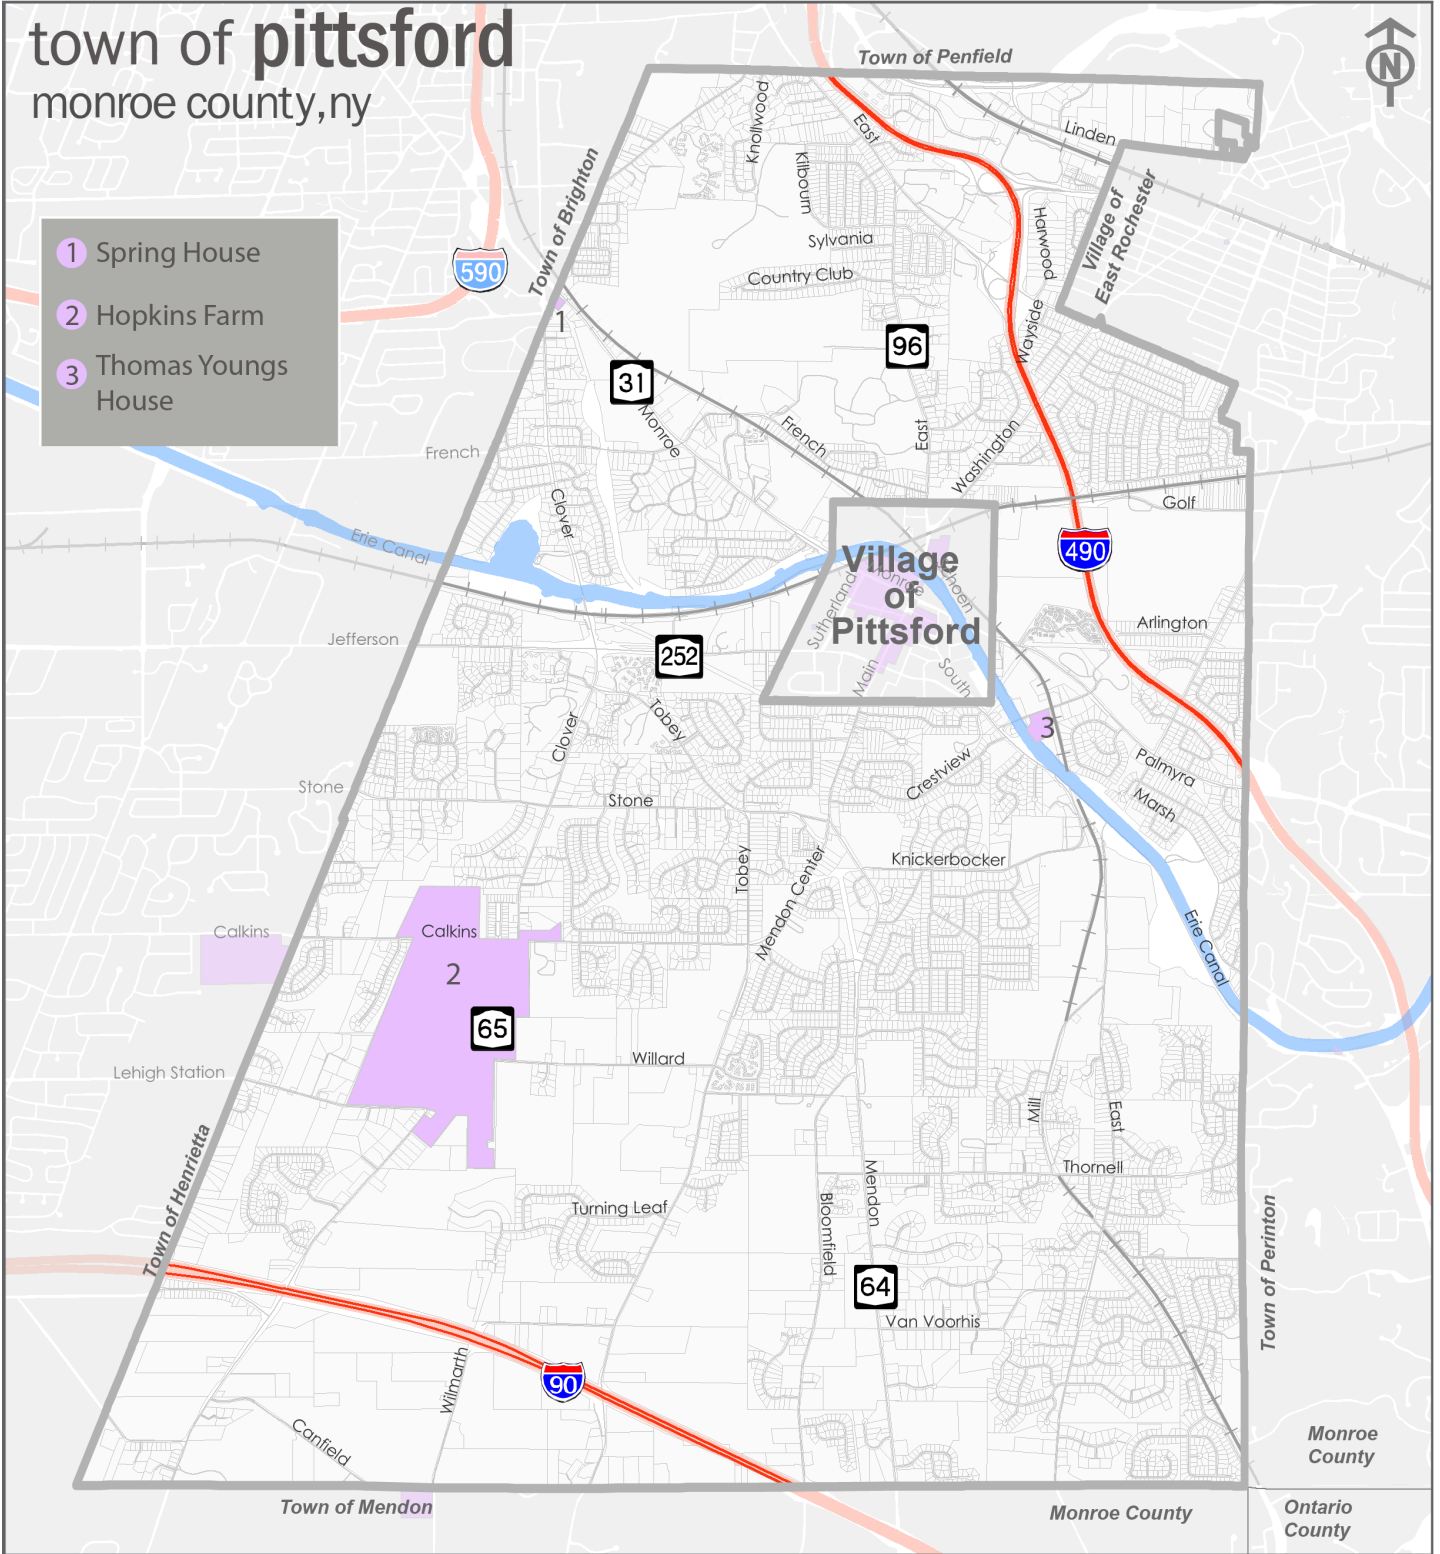 town of pittsford
monroe county,ny
N
Town of Penfield
Linden
East
Knollwood
Kilbourn
Town of Brighton
Village of
East Rochester
Harwood
Sylvania
Country Club
1 Spring House
2 Hopkins Farm
3 Thomas Youngs
House
590
1
Wayside
96
31
Monroe
French
East
Washington
French
Clover
Golf
Erie Canal
490
Village
of
Pittsford
Monroe
Sutherland
Schoen
Main
South
Arlington
Jefferson
252
Tobey
Clover
3
Palmyra
Crestview
Marsh
Stone
Stone
Knickerbocker
Tobey
Mendon Center
Calkins
Calkins
2
Erie Canal
65
Willard
Lehigh Station
Mill
East
Town of Henrietta
Thornell
Mendon
Bloomfield
Turning Leaf
Town of Perinton
64
Van Voorhis
Wilmarth
90
Canfield
Monroe
County
Town of Mendon
Monroe County
Ontario
County